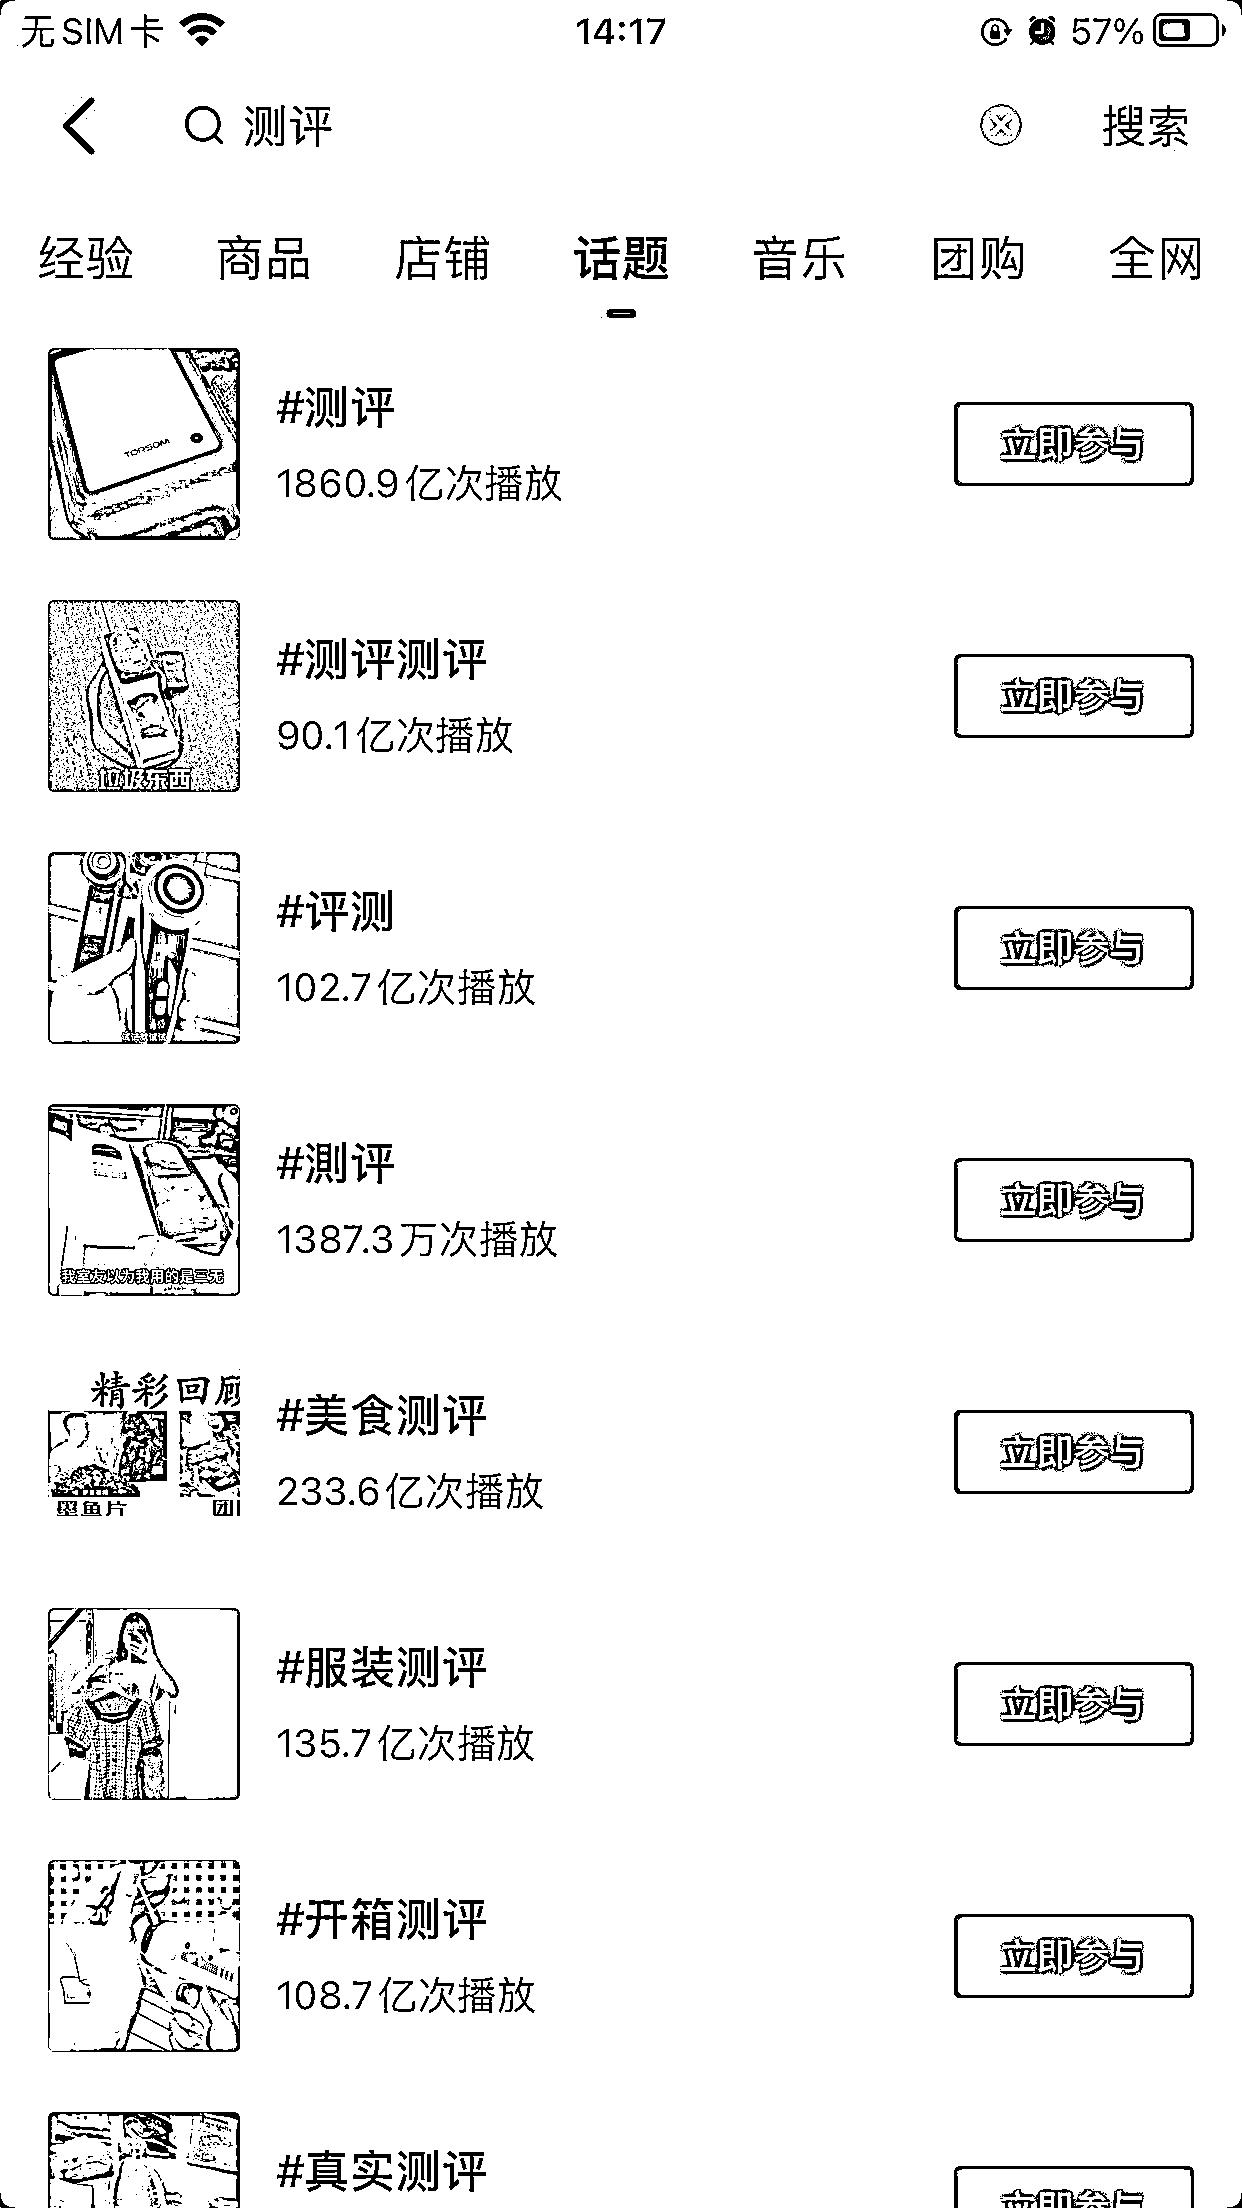 无SIM卡 14:17 57%
测评 搜索
经验 商品 店铺 话题 音乐 团购 全网
TORSOM
#测评
1860.9亿次播放
立即参与
#测评测评
90.1亿次播放
立即参与
垃圾东西
#评测
102.7亿次播放
立即参与
#測评
1387.3万次播放
立即参与
我室友以为我用的是三无
精彩回顾
墨鱼片
#美食测评
233.6亿次播放
立即参与
#服装测评
135.7亿次播放
立即参与
#开箱测评
108.7亿次播放
立即参与
#真实测评
立即参与